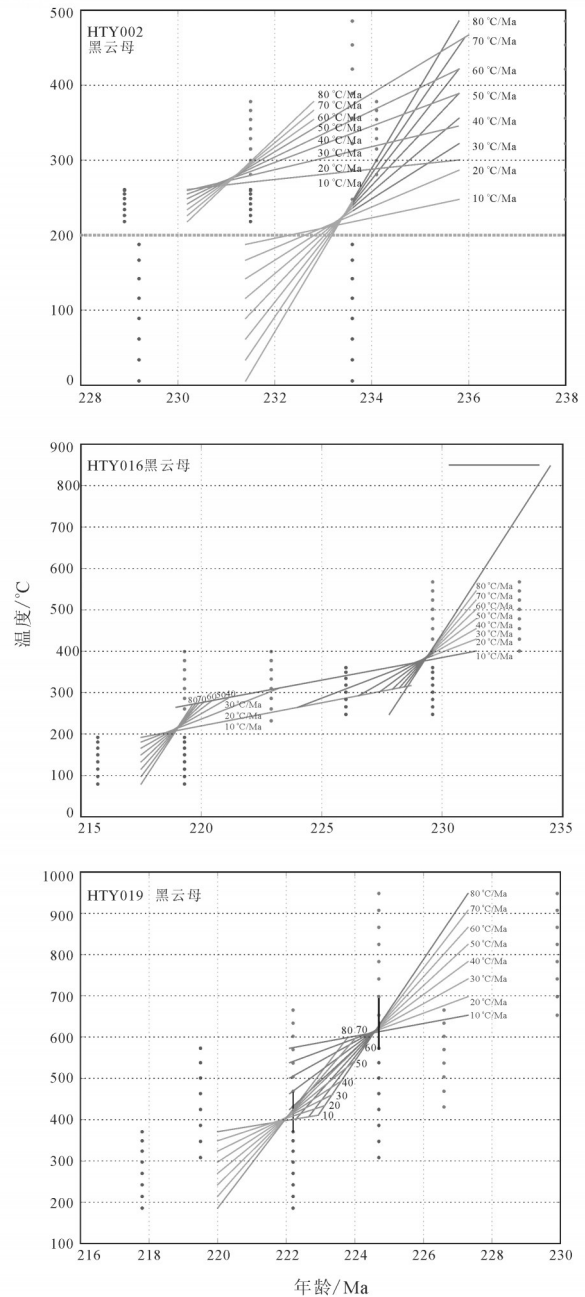 500
HTY002
黑云母
400
300
200
100
0
80 °C/Ma
70 °C/Ma
60 °C/Ma
50 °C/Ma
40 °C/Ma
30 °C/Ma
20 °C/Ma
10 °C/Ma
80 °C/Ma
70 °C/Ma
60 °C/Ma
50 °C/Ma
40 °C/Ma
30 °C/Ma
20 °C/Ma
10 °C/Ma
228 230 232 234 236 238
900
HTY016黑云母
800
700
600
500
400
300
200
100
0
温度/°C
80 °C/Ma
70 °C/Ma
60 °C/Ma
50 °C/Ma
40 °C/Ma
30 °C/Ma
20 °C/Ma
10 °C/Ma
80 70 60 50 40
30 °C/Ma
20 °C/Ma
10 °C/Ma
215 220 225 230 235
1000
HTY019 黑云母
900
800
700
600
500
400
300
200
100
80 °C/Ma
70 °C/Ma
60 °C/Ma
50 °C/Ma
40 °C/Ma
30 °C/Ma
20 °C/Ma
10 °C/Ma
80 70
60
50
40
30
20
10
216 218 220 222 224 226 228 230
年龄/Ma